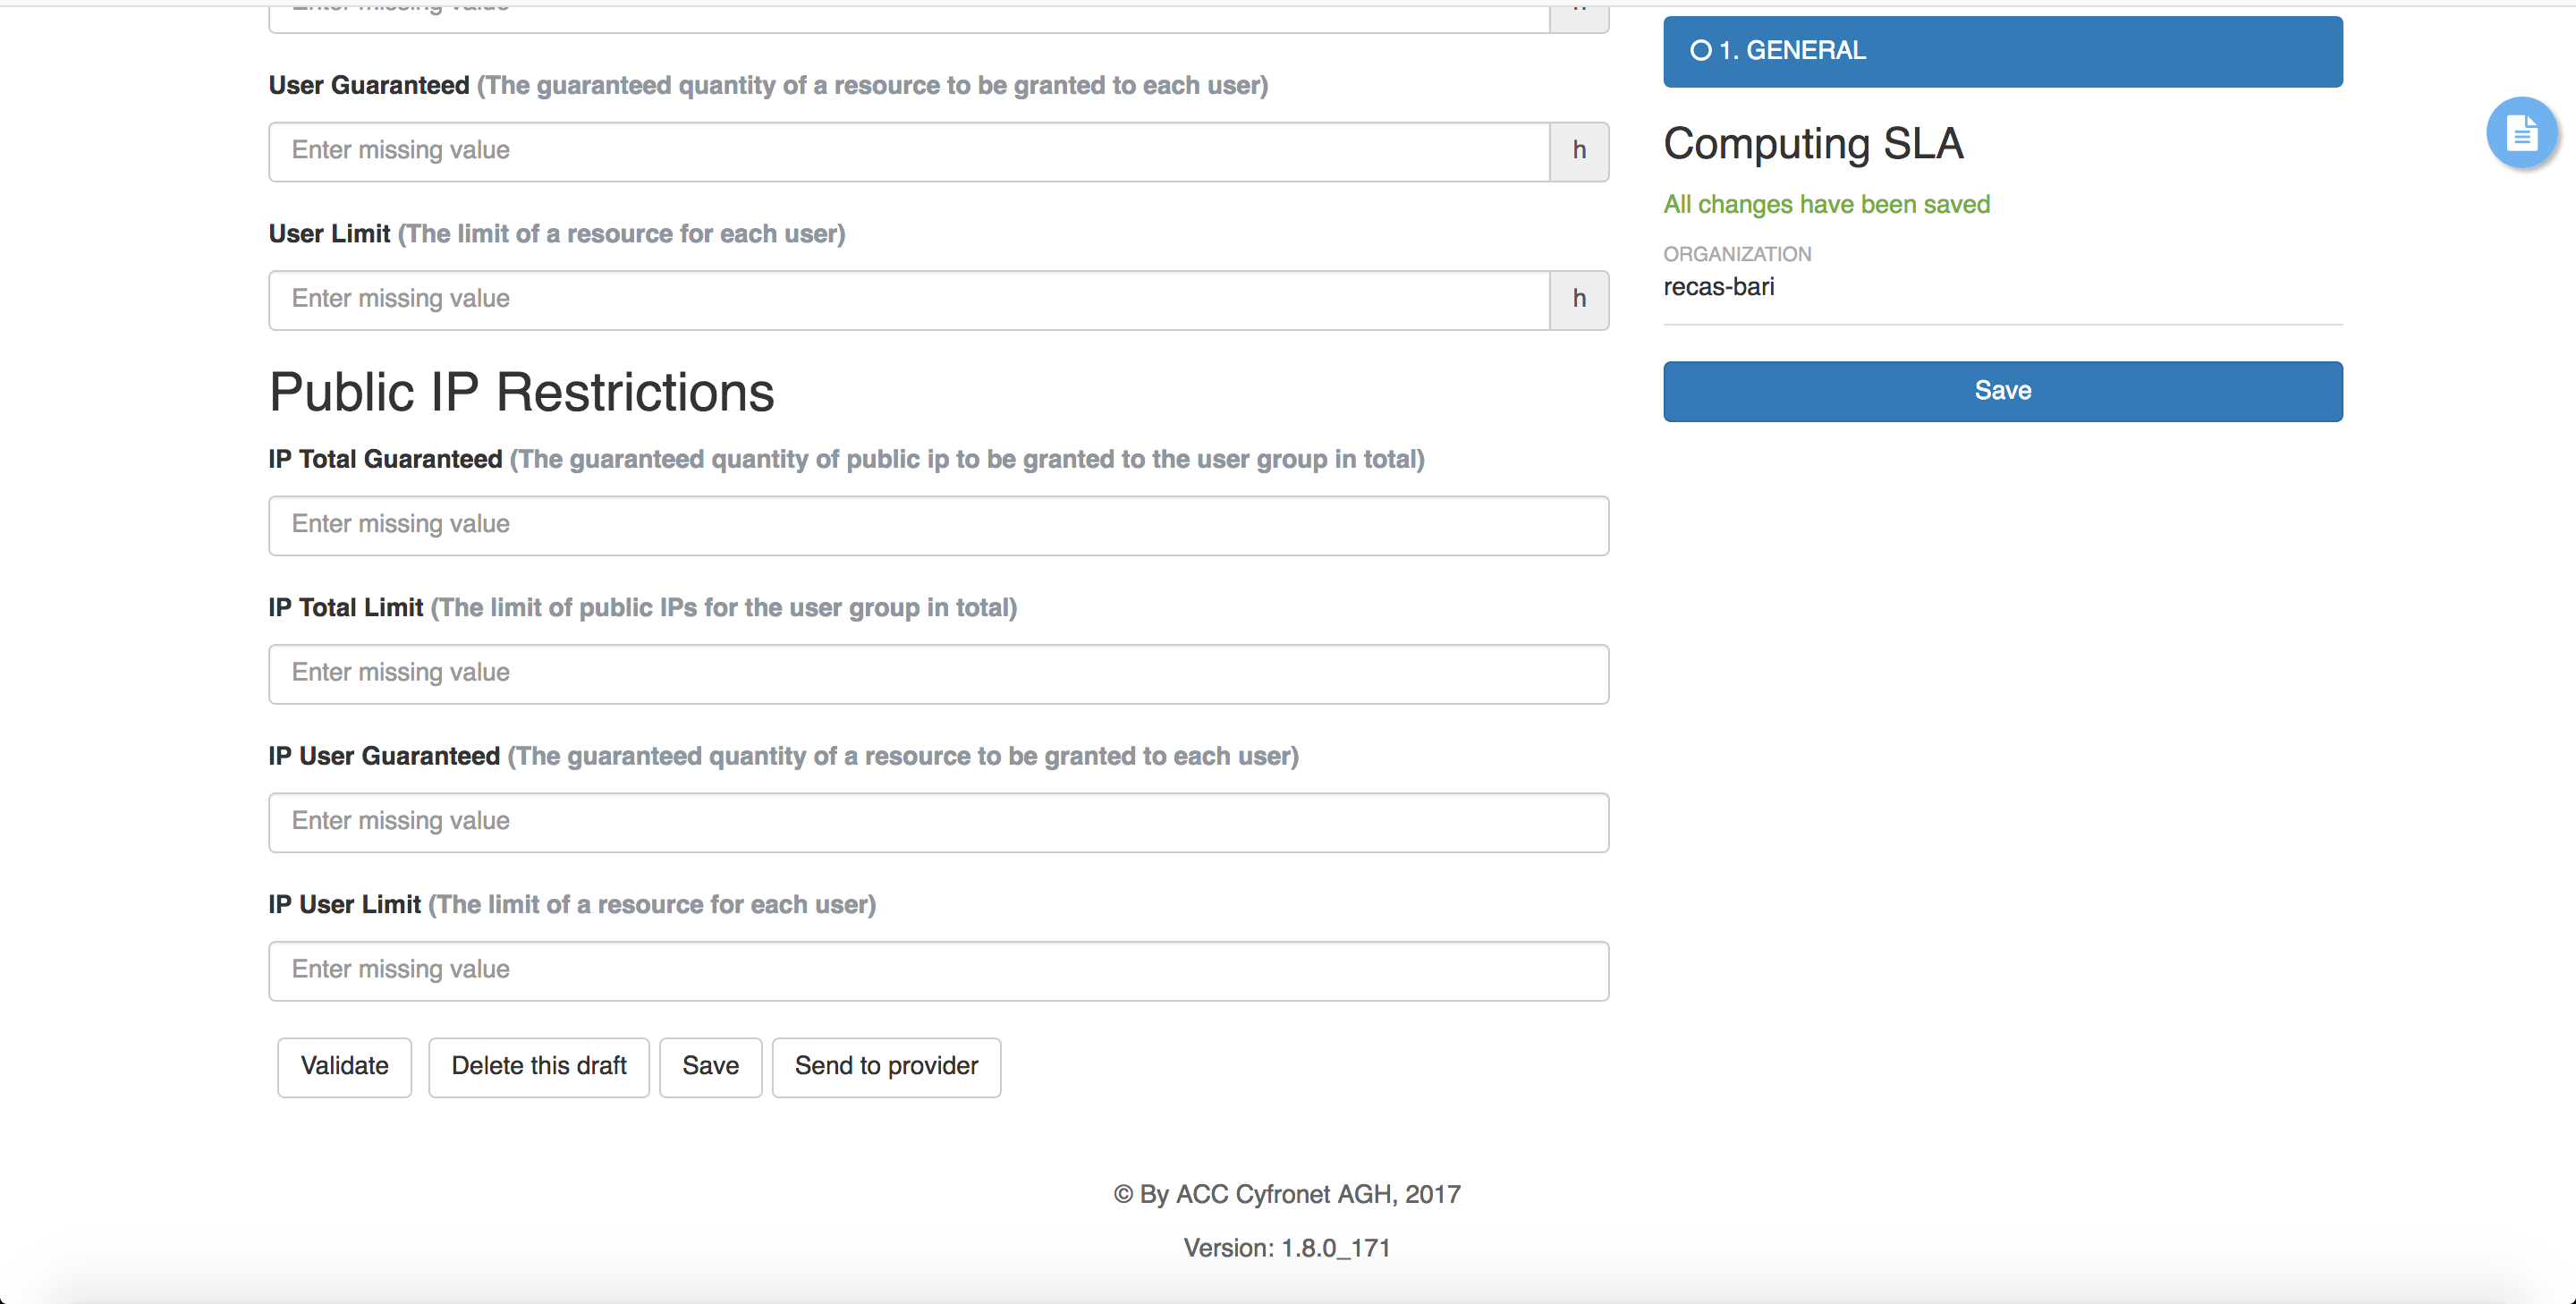 Enter missing value
User Guaranteed (The guaranteed quantity of a resource to be granted to each user)
Enter missing value h
User Limit (The limit of a resource for each user)
Enter missing value h
Public IP Restrictions
IP Total Guaranteed (The guaranteed quantity of public ip to be granted to the user group in total)
Enter missing value
IP Total Limit (The limit of public IPs for the user group in total)
Enter missing value
IP User Guaranteed (The guaranteed quantity of a resource to be granted to each user)
Enter missing value
IP User Limit (The limit of a resource for each user)
Enter missing value
Validate Delete this draft Save Send to provider
1. GENERAL
Computing SLA
All changes have been saved
ORGANIZATION
recas-bari
Save
© By ACC Cyfronet AGH, 2017
Version: 1.8.0_171